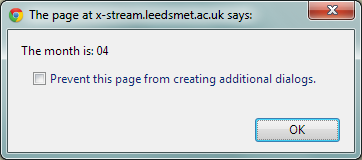 The page at x-stream.leedsmet.ac.uk says:
The month is: 04
Prevent this page from creating additional dialogs.
OK